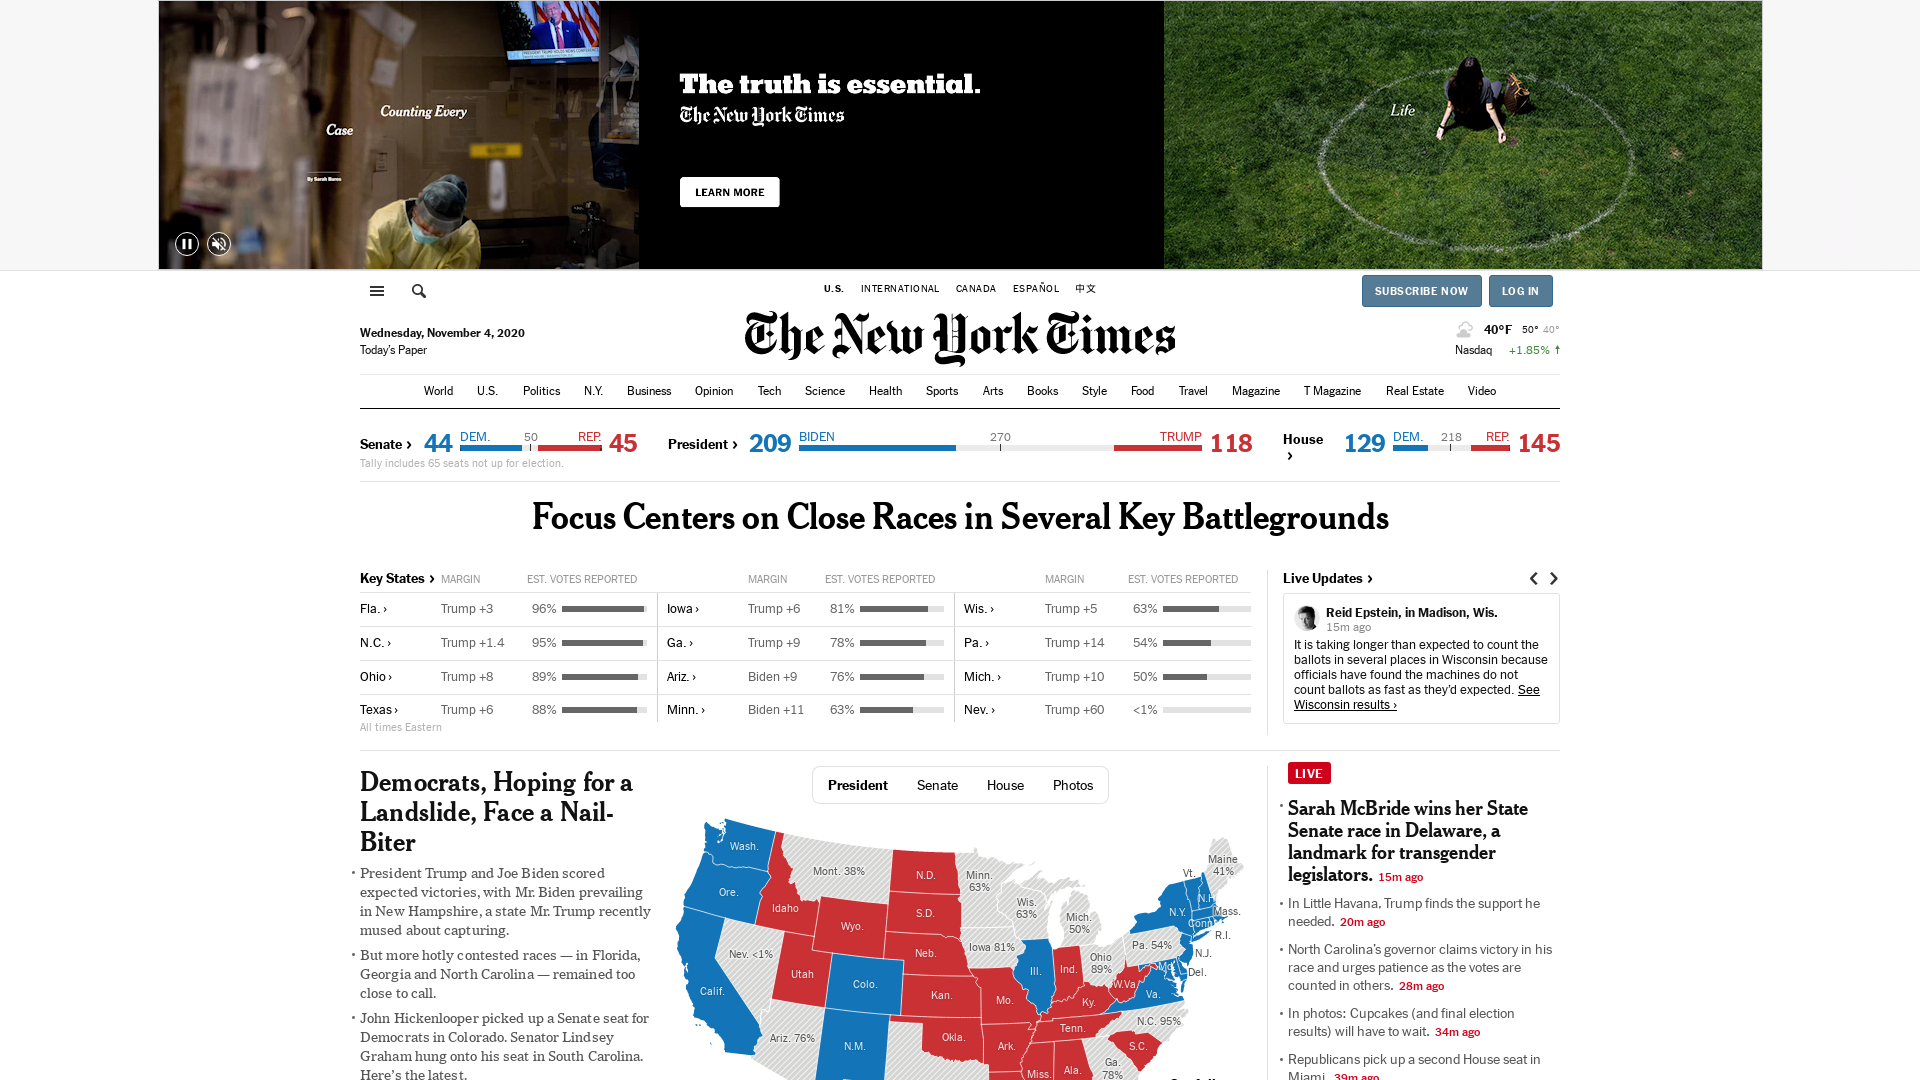 Counting Every
Case
By Sarah Bures
The truth is essential.
The New York Times
LEARN MORE
Life
U.S. INTERNATIONAL CANADA ESPAÑOL 中文
SUBSCRIBE NOW LOG IN
Wednesday, November 4, 2020
Today's Paper
The New York Times
40°F 50° 40°
Nasdaq +1.85% ↑
World U.S. Politics N.Y. Business Opinion Tech Science Health Sports Arts Books Style Food Travel Magazine T Magazine Real Estate Video
Senate › 44 DEM. 50 REP. 45
Tally includes 65 seats not up for election.
President › 209 BIDEN 270 TRUMP 118
House › 129 DEM. 218 REP. 145
Focus Centers on Close Races in Several Key Battlegrounds
Key States › MARGIN EST. VOTES REPORTED MARGIN EST. VOTES REPORTED MARGIN EST. VOTES REPORTED
Fla. › Trump +3 96% Iowa › Trump +6 81% Wis. › Trump +5 63%
N.C. › Trump +1.4 95% Ga. › Trump +9 78% Pa. › Trump +14 54%
Ohio › Trump +8 89% Ariz. › Biden +9 76% Mich. › Trump +10 50%
Texas › Trump +6 88% Minn. › Biden +11 63% Nev. › Trump +60 <1%
All times Eastern
Live Updates ›
Reid Epstein, in Madison, Wis.
15m ago
It is taking longer than expected to count the
ballots in several places in Wisconsin because
officials have found the machines do not
count ballots as fast as they'd expected. See
Wisconsin results ›
Democrats, Hoping for a
Landslide, Face a Nail-
Biter
President Trump and Joe Biden scored
expected victories, with Mr. Biden prevailing
in New Hampshire, a state Mr. Trump recently
mused about capturing.
But more hotly contested races — in Florida,
Georgia and North Carolina — remained too
close to call.
John Hickenlooper picked up a Senate seat for
Democrats in Colorado. Senator Lindsey
Graham hung onto his seat in South Carolina.
Here's the latest.
President Senate House Photos
Wash.
Ore.
Calif.
Nev. <1%
Idaho
Mont. 38%
Wyo.
Utah
Colo.
Ariz. 76%
N.M.
N.D.
S.D.
Neb.
Kan.
Okla.
Minn.
63%
Iowa 81%
Mo.
Ark.
Wis.
63%
Ill.
Mich.
50%
Ind.
Ohio
89%
Ky.
Tenn.
Miss.
Ala.
Ga.
78%
S.C.
N.C. 95%
Va.
W.Va.
Md.
Del.
Pa. 54%
N.J.
N.Y.
Conn.
R.I.
Mass.
Vt.
N.H.
Maine
41%
LIVE
Sarah McBride wins her State
Senate race in Delaware, a
landmark for transgender
legislators. 15m ago
In Little Havana, Trump finds the support he
needed. 20m ago
North Carolina's governor claims victory in his
race and urges patience as the votes are
counted in others. 28m ago
In photos: Cupcakes (and final election
results) will have to wait. 34m ago
Republicans pick up a second House seat in
Miami. 39m ago